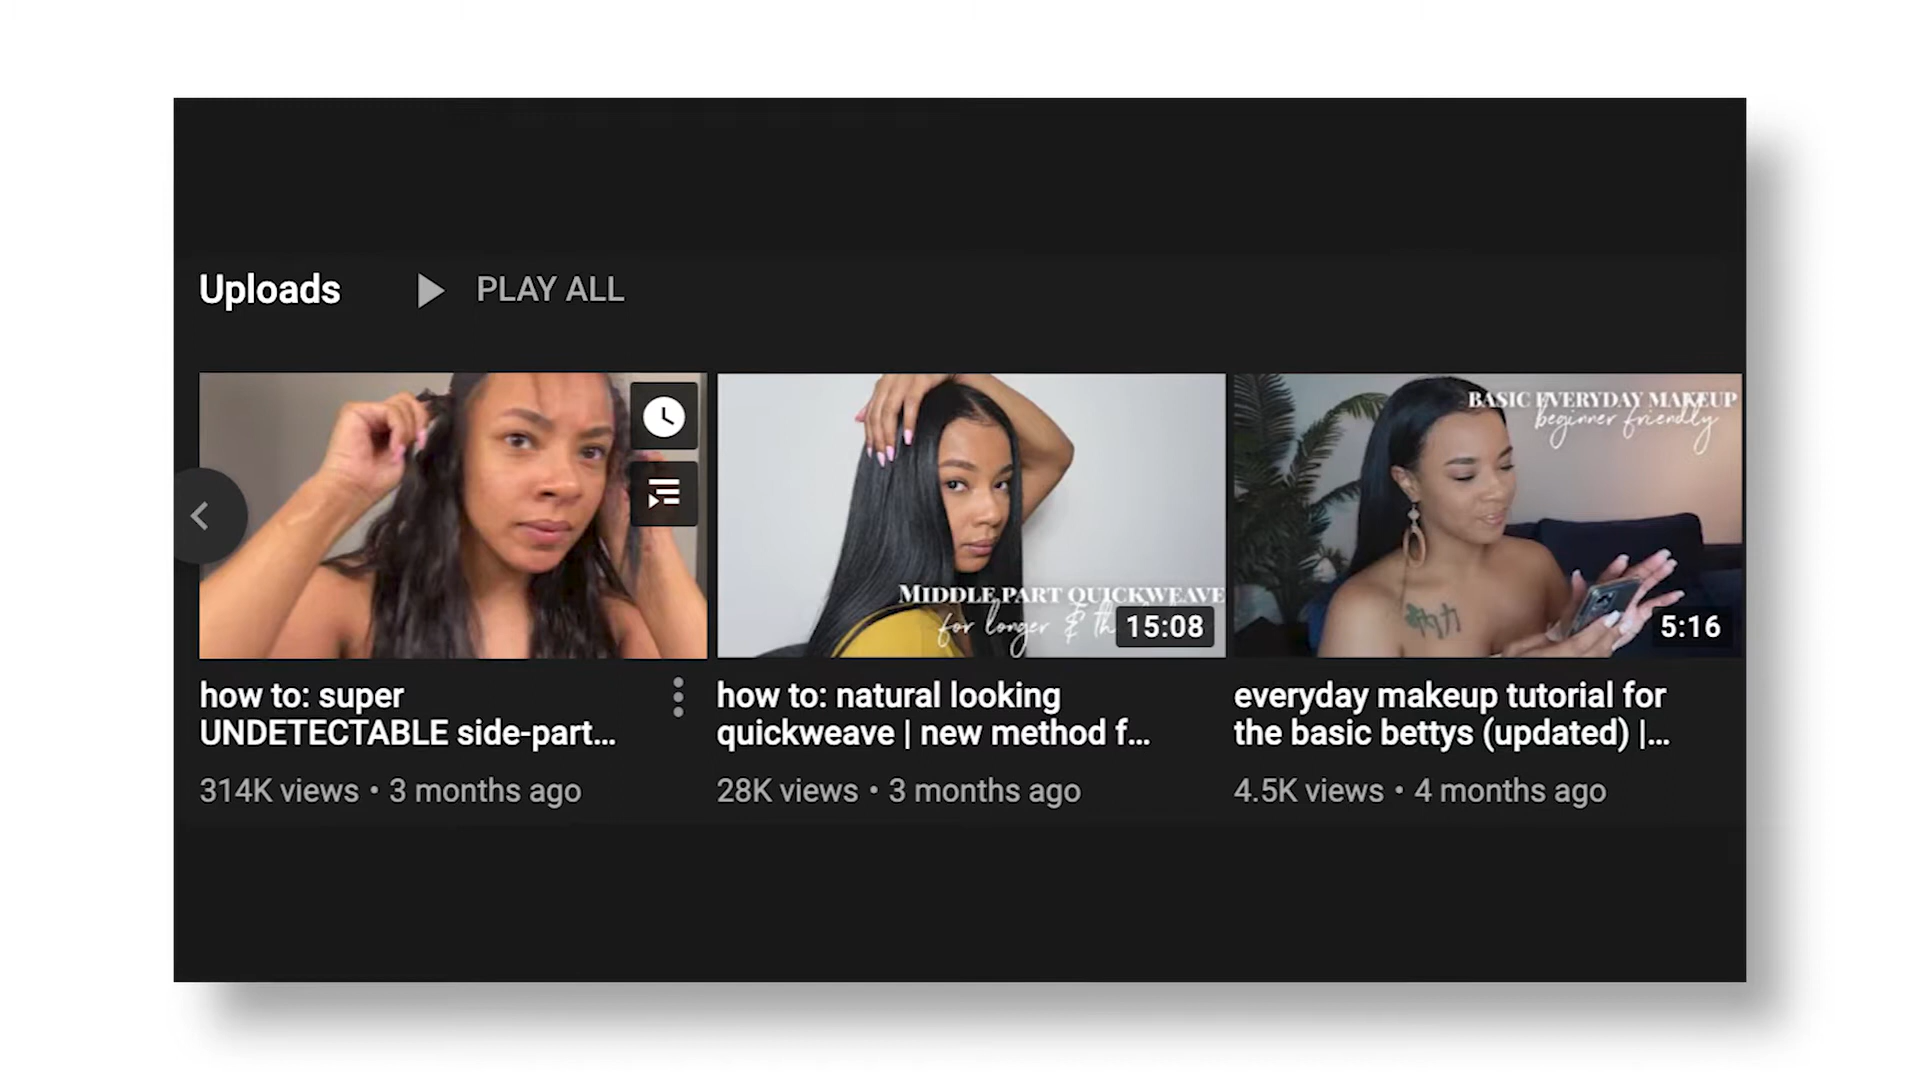 Uploads
PLAY ALL
BASIC EVERYDAY MAKEUP
beginner friendly
MIDDLE PART QUICKWEAVE
for longer &
15:08
5:16
how to: super
UNDETECTABLE side-part...
314K views • 3 months ago
how to: natural looking
quickweave | new method f...
28K views • 3 months ago
everyday makeup tutorial for
the basic bettys (updated) |...
4.5K views • 4 months ago